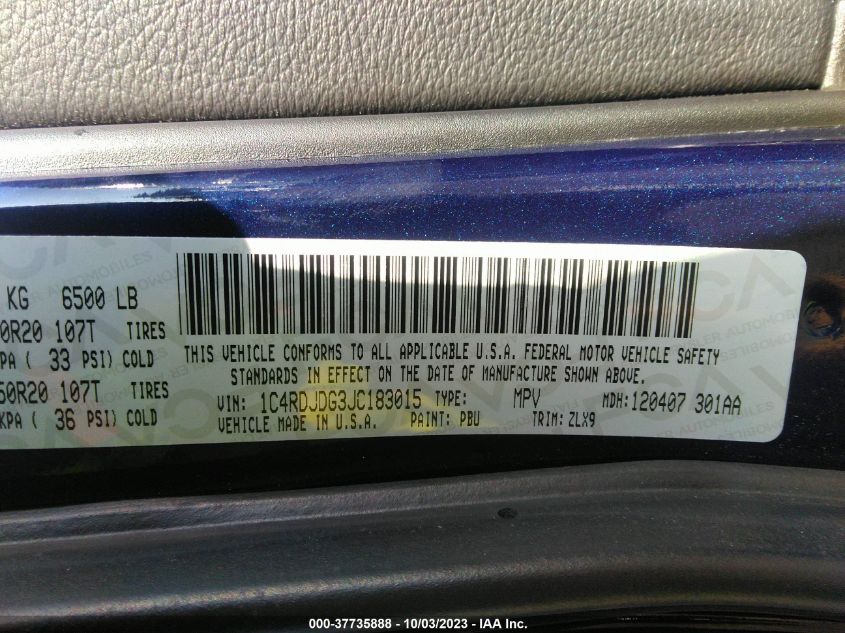 KG 6500 LB
0R20 107T TIRES
PA ( 33 PSI) COLD
50R20 107T TIRES
KPA ( 36 PSI) COLD
THIS VEHICLE CONFORMS TO ALL APPLICABLE U.S.A. FEDERAL MOTOR VEHICLE SAFETY
STANDARDS IN EFFECT ON THE DATE OF MANUFACTURE SHOWN ABOVE.
VIN: 1C4RDJDG3JC183015 TYPE: MPV MDH: 120407 301AA
VEHICLE MADE IN U.S.A. PAINT: PBU TRIM: ZLX9
000-37735888 - 10/03/2023 - IAA Inc.